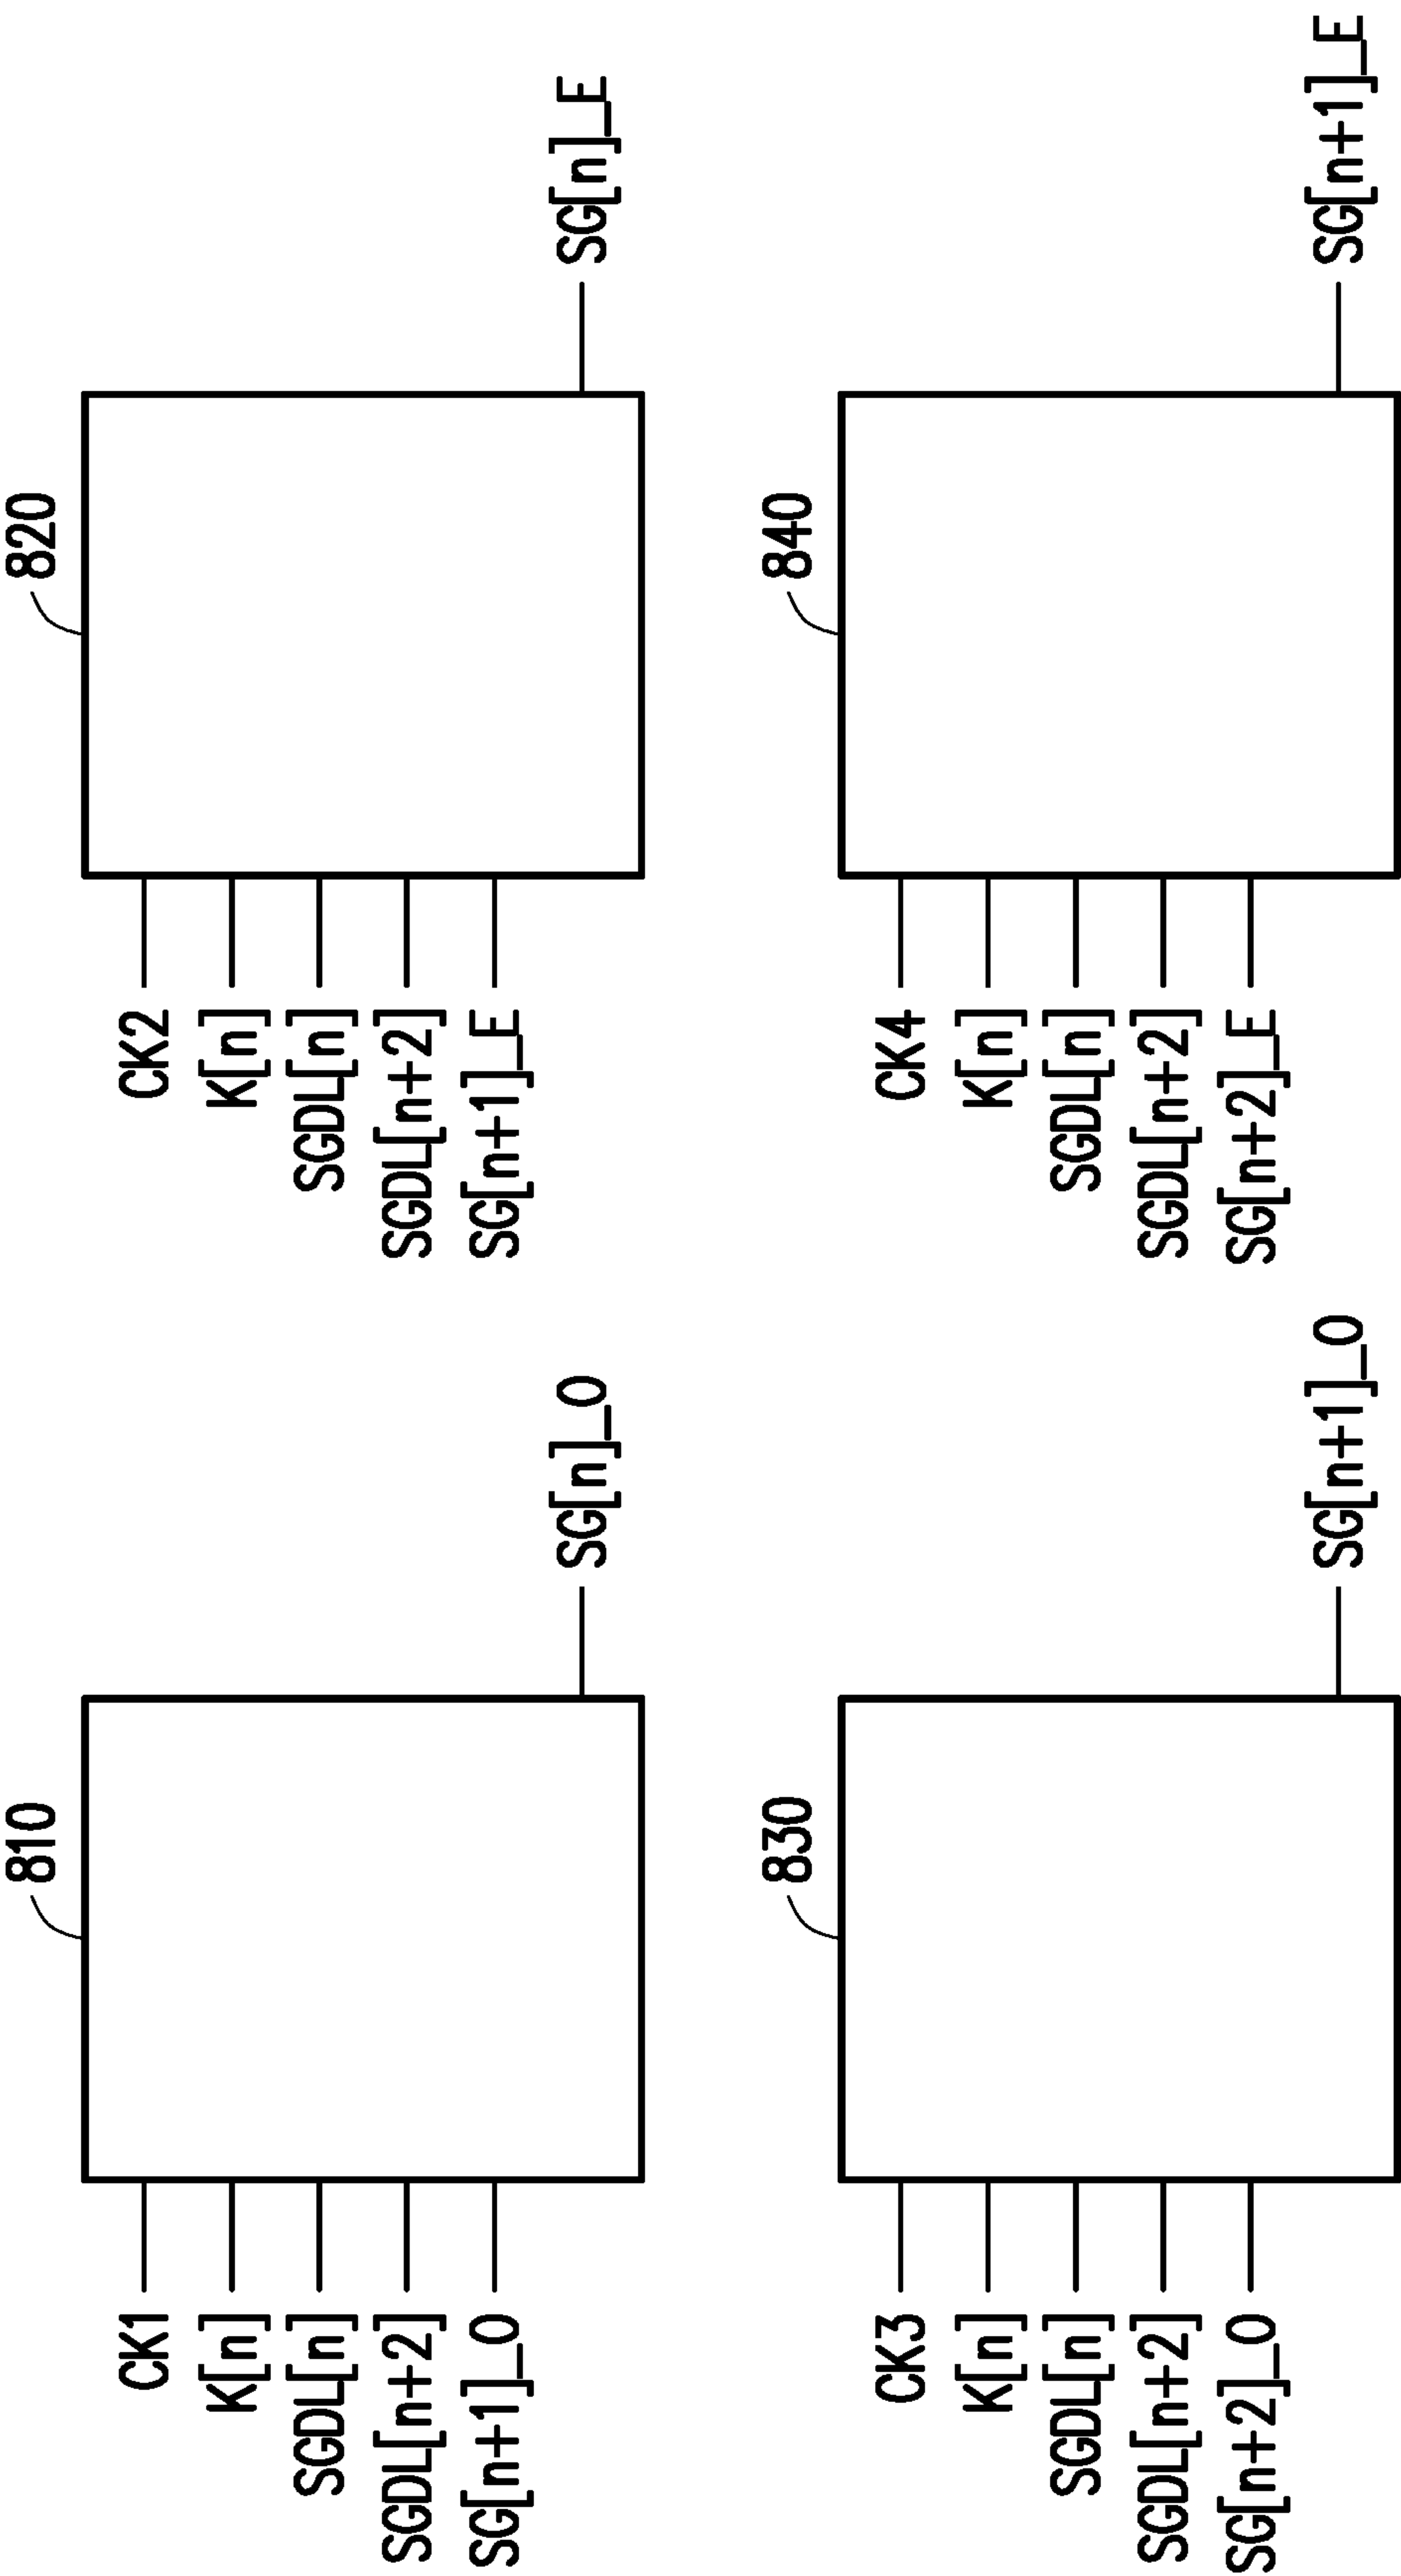 810
CK1
K[n]
SGDL[n]
SGDL[n+2]
SG[n+1]_O
SG[n]_O
820
CK2
K[n]
SGDL[n]
SGDL[n+2]
SG[n+1]_E
SG[n]_E
830
CK3
K[n]
SGDL[n]
SGDL[n+2]
SG[n+2]_O
SG[n+1]_O
840
CK4
K[n]
SGDL[n]
SGDL[n+2]
SG[n+2]_E
SG[n+1]_E